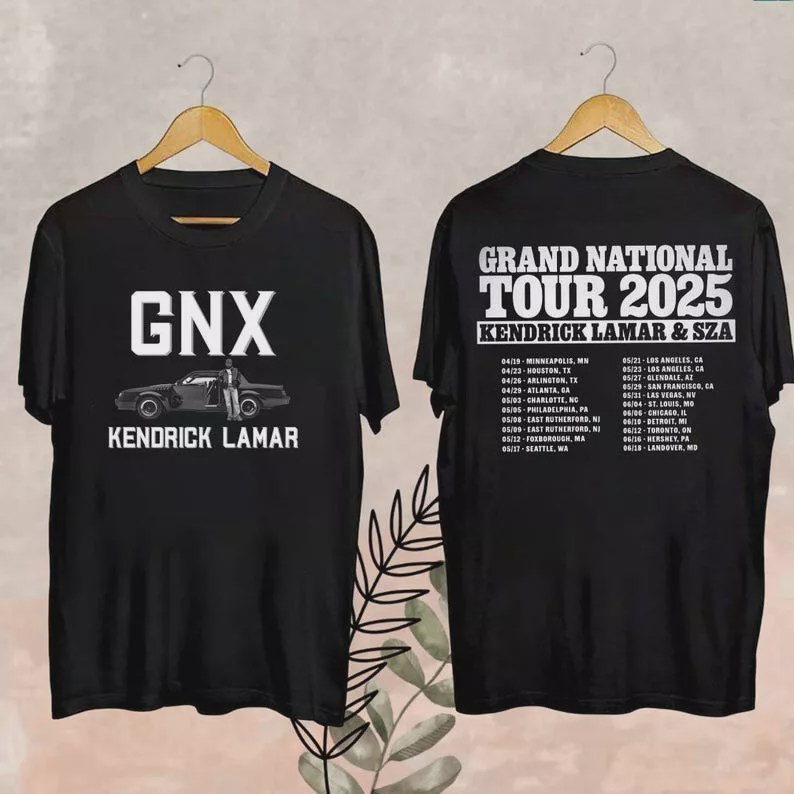 GNX
KENDRICK LAMAR
GRAND NATIONAL
TOUR 2025
KENDRICK LAMAR & SZA
04/19 - MINNEAPOLIS, MN
04/23 - HOUSTON, TX
04/26 - ARLINGTON, TX
04/29 - ATLANTA, GA
05/03 - CHARLOTTE, NC
05/05 - PHILADELPHIA, PA
05/08 - EAST RUTHERFORD, NJ
05/09 - EAST RUTHERFORD, NJ
05/12 - FOXBOROUGH, MA
05/17 - SEATTLE, WA
05/21 - LOS ANGELES, CA
05/23 - LOS ANGELES, CA
05/27 - GLENDALE, AZ
05/29 - SAN FRANCISCO, CA
05/31 - LAS VEGAS, NV
06/04 - ST. LOUIS, MO
06/06 - CHICAGO, IL
06/10 - DETROIT, MI
06/12 - TORONTO, ON
06/16 - HERSHEY, PA
06/18 - LANDOVER, MD